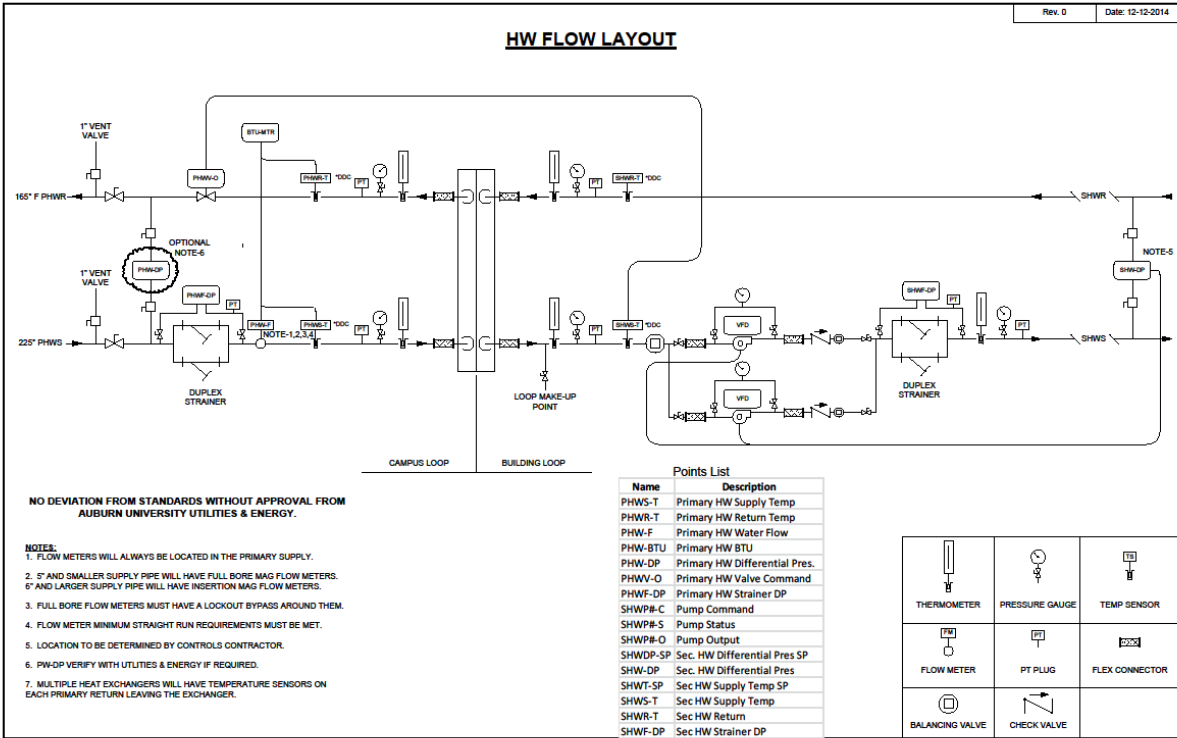 Rev. 0
Date: 12-12-2014
HW FLOW LAYOUT
1" VENT
VALVE
PHWV-O
BTU-MTR
PHWR-T
*DDC
PT
PT
SHWR-T
*DDC
165° F PHWR
SHWR
OPTIONAL
NOTE-6
PHW-DP
NOTE-5
SHW-DP
1" VENT
VALVE
PHWF-DP
PT
PHW-F
NOTE-1,2,3,4
PHWS-T
*DDC
PT
PT
SHWS-T
*DDC
VFD
SHWF-DP
PT
PT
225° PHWS
SHWS
DUPLEX
STRAINER
LOOP MAKE-UP
POINT
VFD
DUPLEX
STRAINER
CAMPUS LOOP
BUILDING LOOP
NO DEVIATION FROM STANDARDS WITHOUT APPROVAL FROM
AUBURN UNIVERSITY UTILITIES & ENERGY.
NOTES:
1. FLOW METERS WILL ALWAYS BE LOCATED IN THE PRIMARY SUPPLY.
2. 5" AND SMALLER SUPPLY PIPE WILL HAVE FULL BORE MAG FLOW METERS.
6" AND LARGER SUPPLY PIPE WILL HAVE INSERTION MAG FLOW METERS.
3. FULL BORE FLOW METERS MUST HAVE A LOCKOUT BYPASS AROUND THEM.
4. FLOW METER MINIMUM STRAIGHT RUN REQUIREMENTS MUST BE MET.
5. LOCATION TO BE DETERMINED BY CONTROLS CONTRACTOR.
6. PW-DP VERIFY WITH UTLITIES & ENERGY IF REQUIRED.
7. MULTIPLE HEAT EXCHANGERS WILL HAVE TEMPERATURE SENSORS ON
EACH PRIMARY RETURN LEAVING THE EXCHANGER.
Points List
Name Description
PHWS-T Primary HW Supply Temp
PHWR-T Primary HW Return Temp
PHW-F Primary HW Water Flow
PHW-BTU Primary HW BTU
PHW-DP Primary HW Differential Pres.
PHWV-O Primary HW Valve Command
PHWF-DP Primary HW Strainer DP
SHWP#-C Pump Command
SHWP#-S Pump Status
SHWP#-O Pump Output
SHWDP-SP Sec. HW Differential Pres SP
SHW-DP Sec. HW Differential Pres
SHWT-SP Sec HW Supply Temp SP
SHWS-T Sec HW Supply Temp
SHWR-T Sec HW Return
SHWF-DP Sec HW Strainer DP
TS
THERMOMETER
PRESSURE GAUGE
TEMP SENSOR
FM
PT
FLOW METER
PT PLUG
FLEX CONNECTOR
BALANCING VALVE
CHECK VALVE